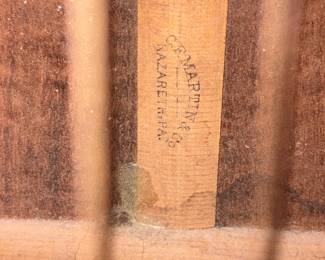 C.F. MARTIN & Co.
NAZARETH, PA.